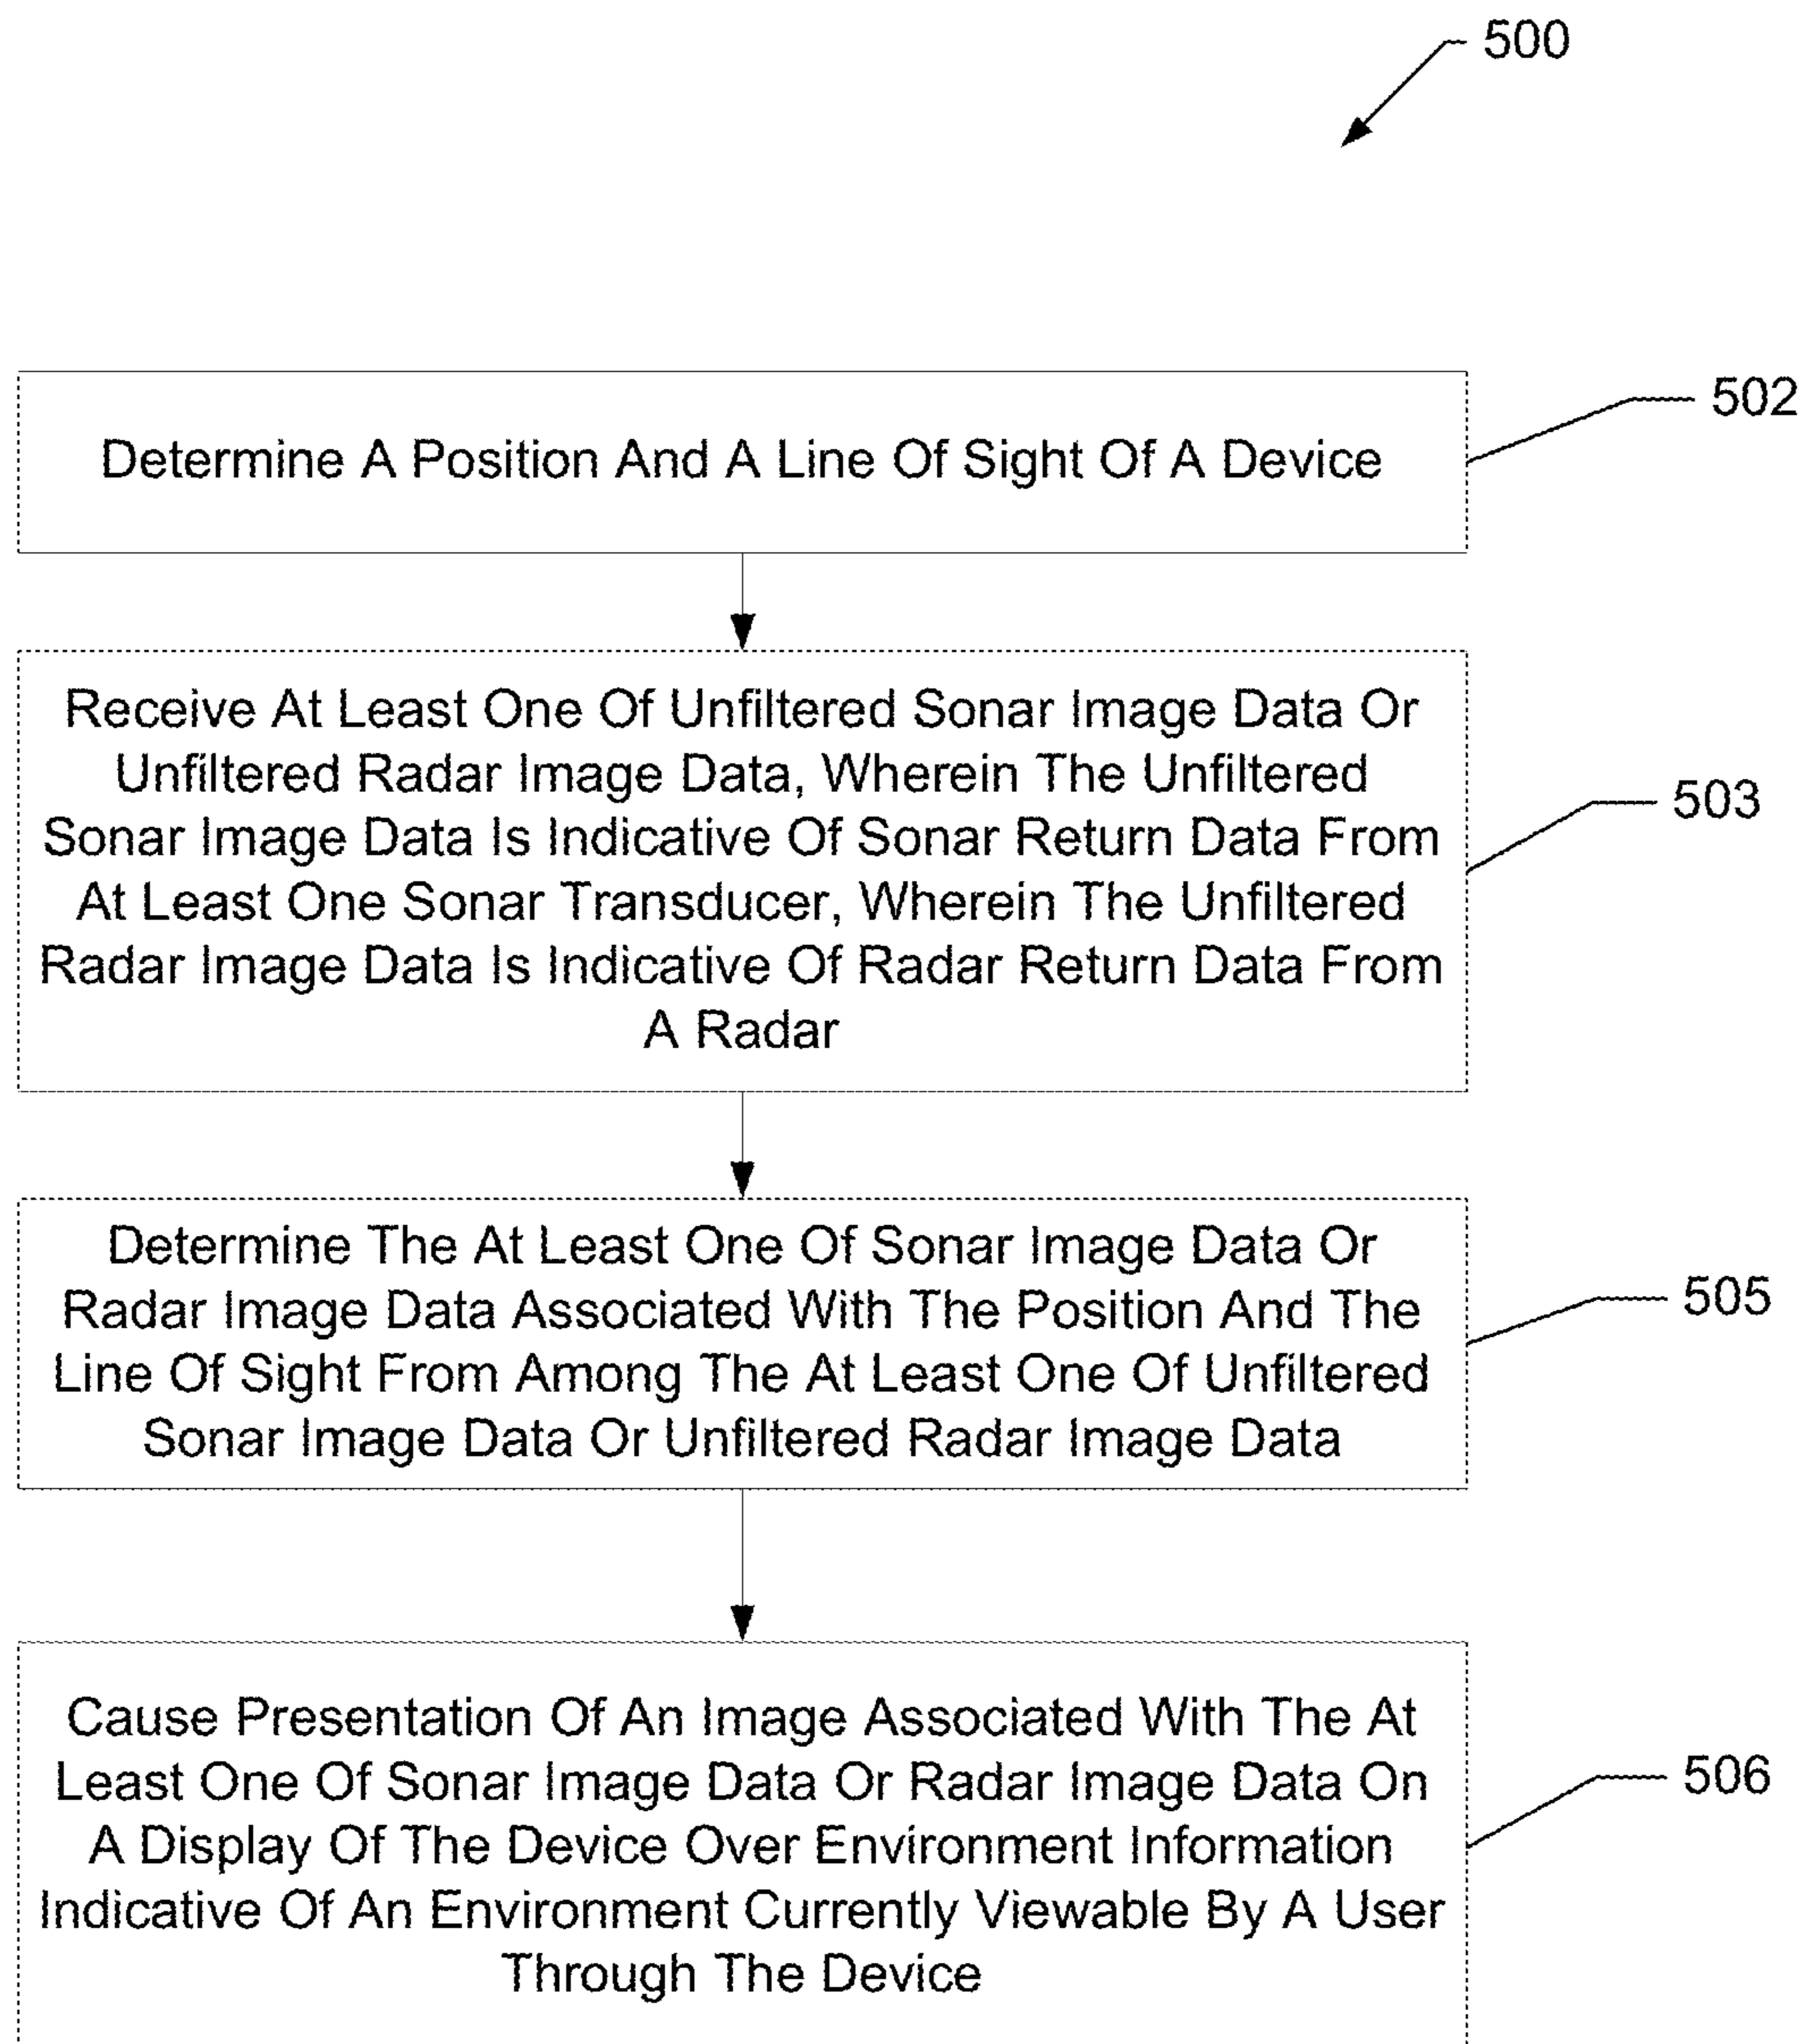 500
Determine A Position And A Line Of Sight Of A Device
502
Receive At Least One Of Unfiltered Sonar Image Data Or
Unfiltered Radar Image Data, Wherein The Unfiltered
Sonar Image Data Is Indicative Of Sonar Return Data From
At Least One Sonar Transducer, Wherein The Unfiltered
Radar Image Data Is Indicative Of Radar Return Data From
A Radar
503
Determine The At Least One Of Sonar Image Data Or
Radar Image Data Associated With The Position And The
Line Of Sight From Among The At Least One Of Unfiltered
Sonar Image Data Or Unfiltered Radar Image Data
505
Cause Presentation Of An Image Associated With The At
Least One Of Sonar Image Data Or Radar Image Data On
A Display Of The Device Over Environment Information
Indicative Of An Environment Currently Viewable By A User
Through The Device
506